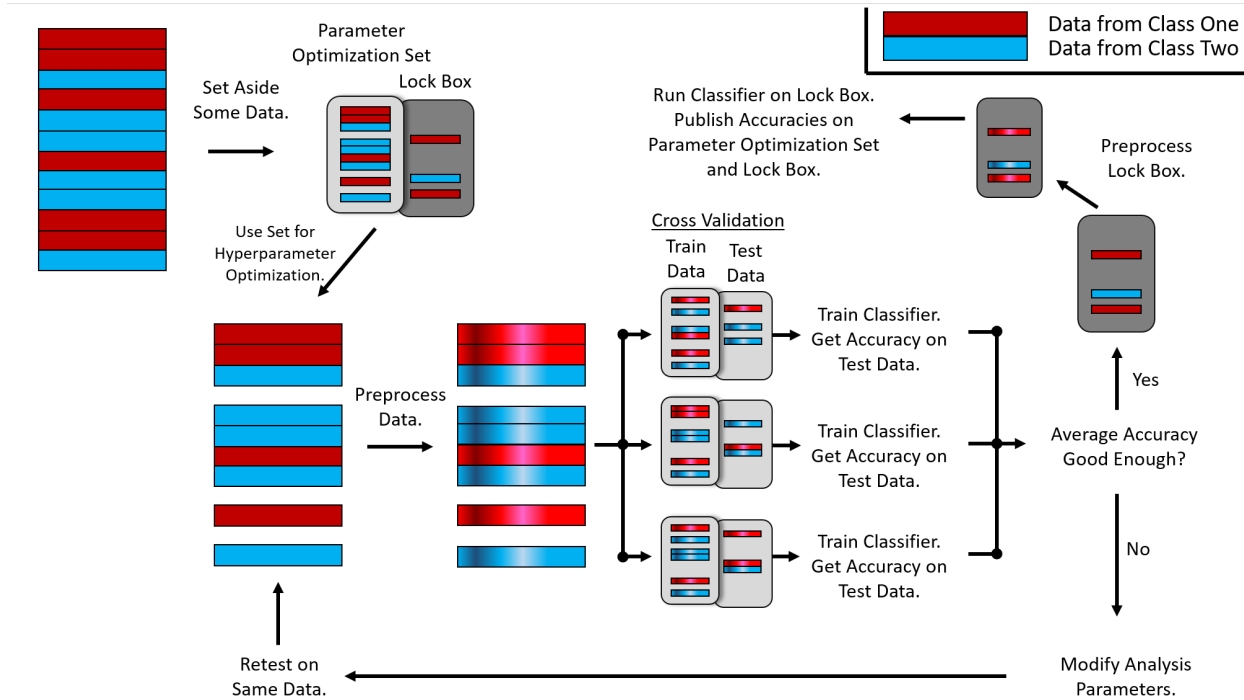 Data from Class One
Data from Class Two
Parameter
Optimization Set
Lock Box
Set Aside
Some Data.
Run Classifier on Lock Box.
Publish Accuracies on
Parameter Optimization Set
and Lock Box.
Preprocess
Lock Box.
Use Set for
Hyperparameter
Optimization.
Cross Validation
Train
Data
Test
Data
Train Classifier.
Get Accuracy on
Test Data.
Preprocess
Data.
Train Classifier.
Get Accuracy on
Test Data.
Train Classifier.
Get Accuracy on
Test Data.
Yes
Average Accuracy
Good Enough?
No
Modify Analysis
Parameters.
Retest on
Same Data.